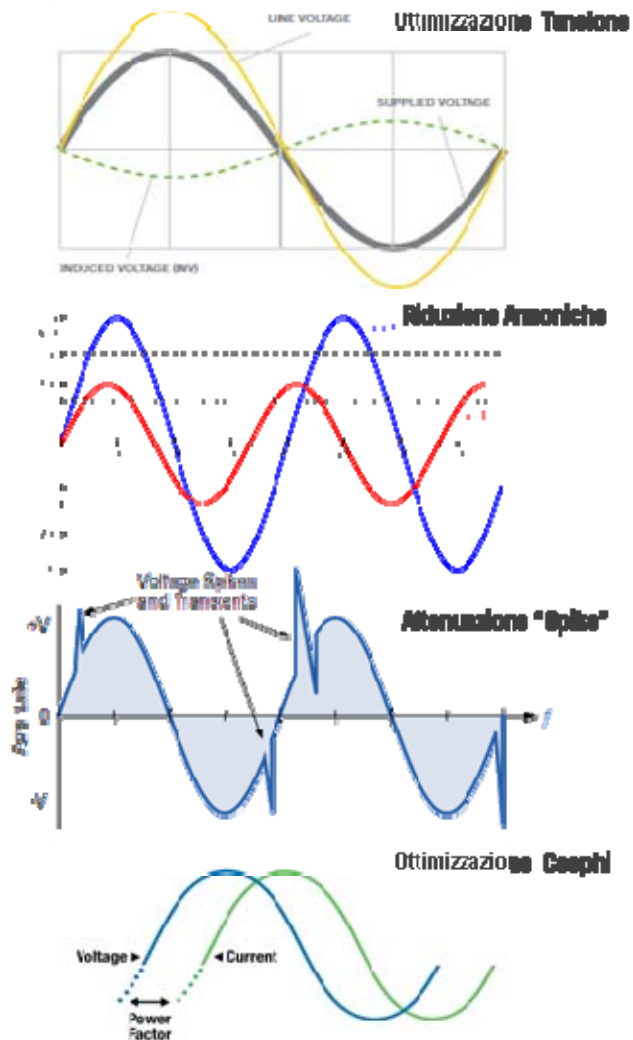 LINE VOLTAGE
Ottimizzazione Tensione
SUPPLIED VOLTAGE
INDUCED VOLTAGE (INV)
Riduzione Armoniche
Voltage Spikes
and Transients
Attenuazione "Spike"
+V
0
-V
Ottimizzazione Cosphi
Voltage
Current
Power
Factor